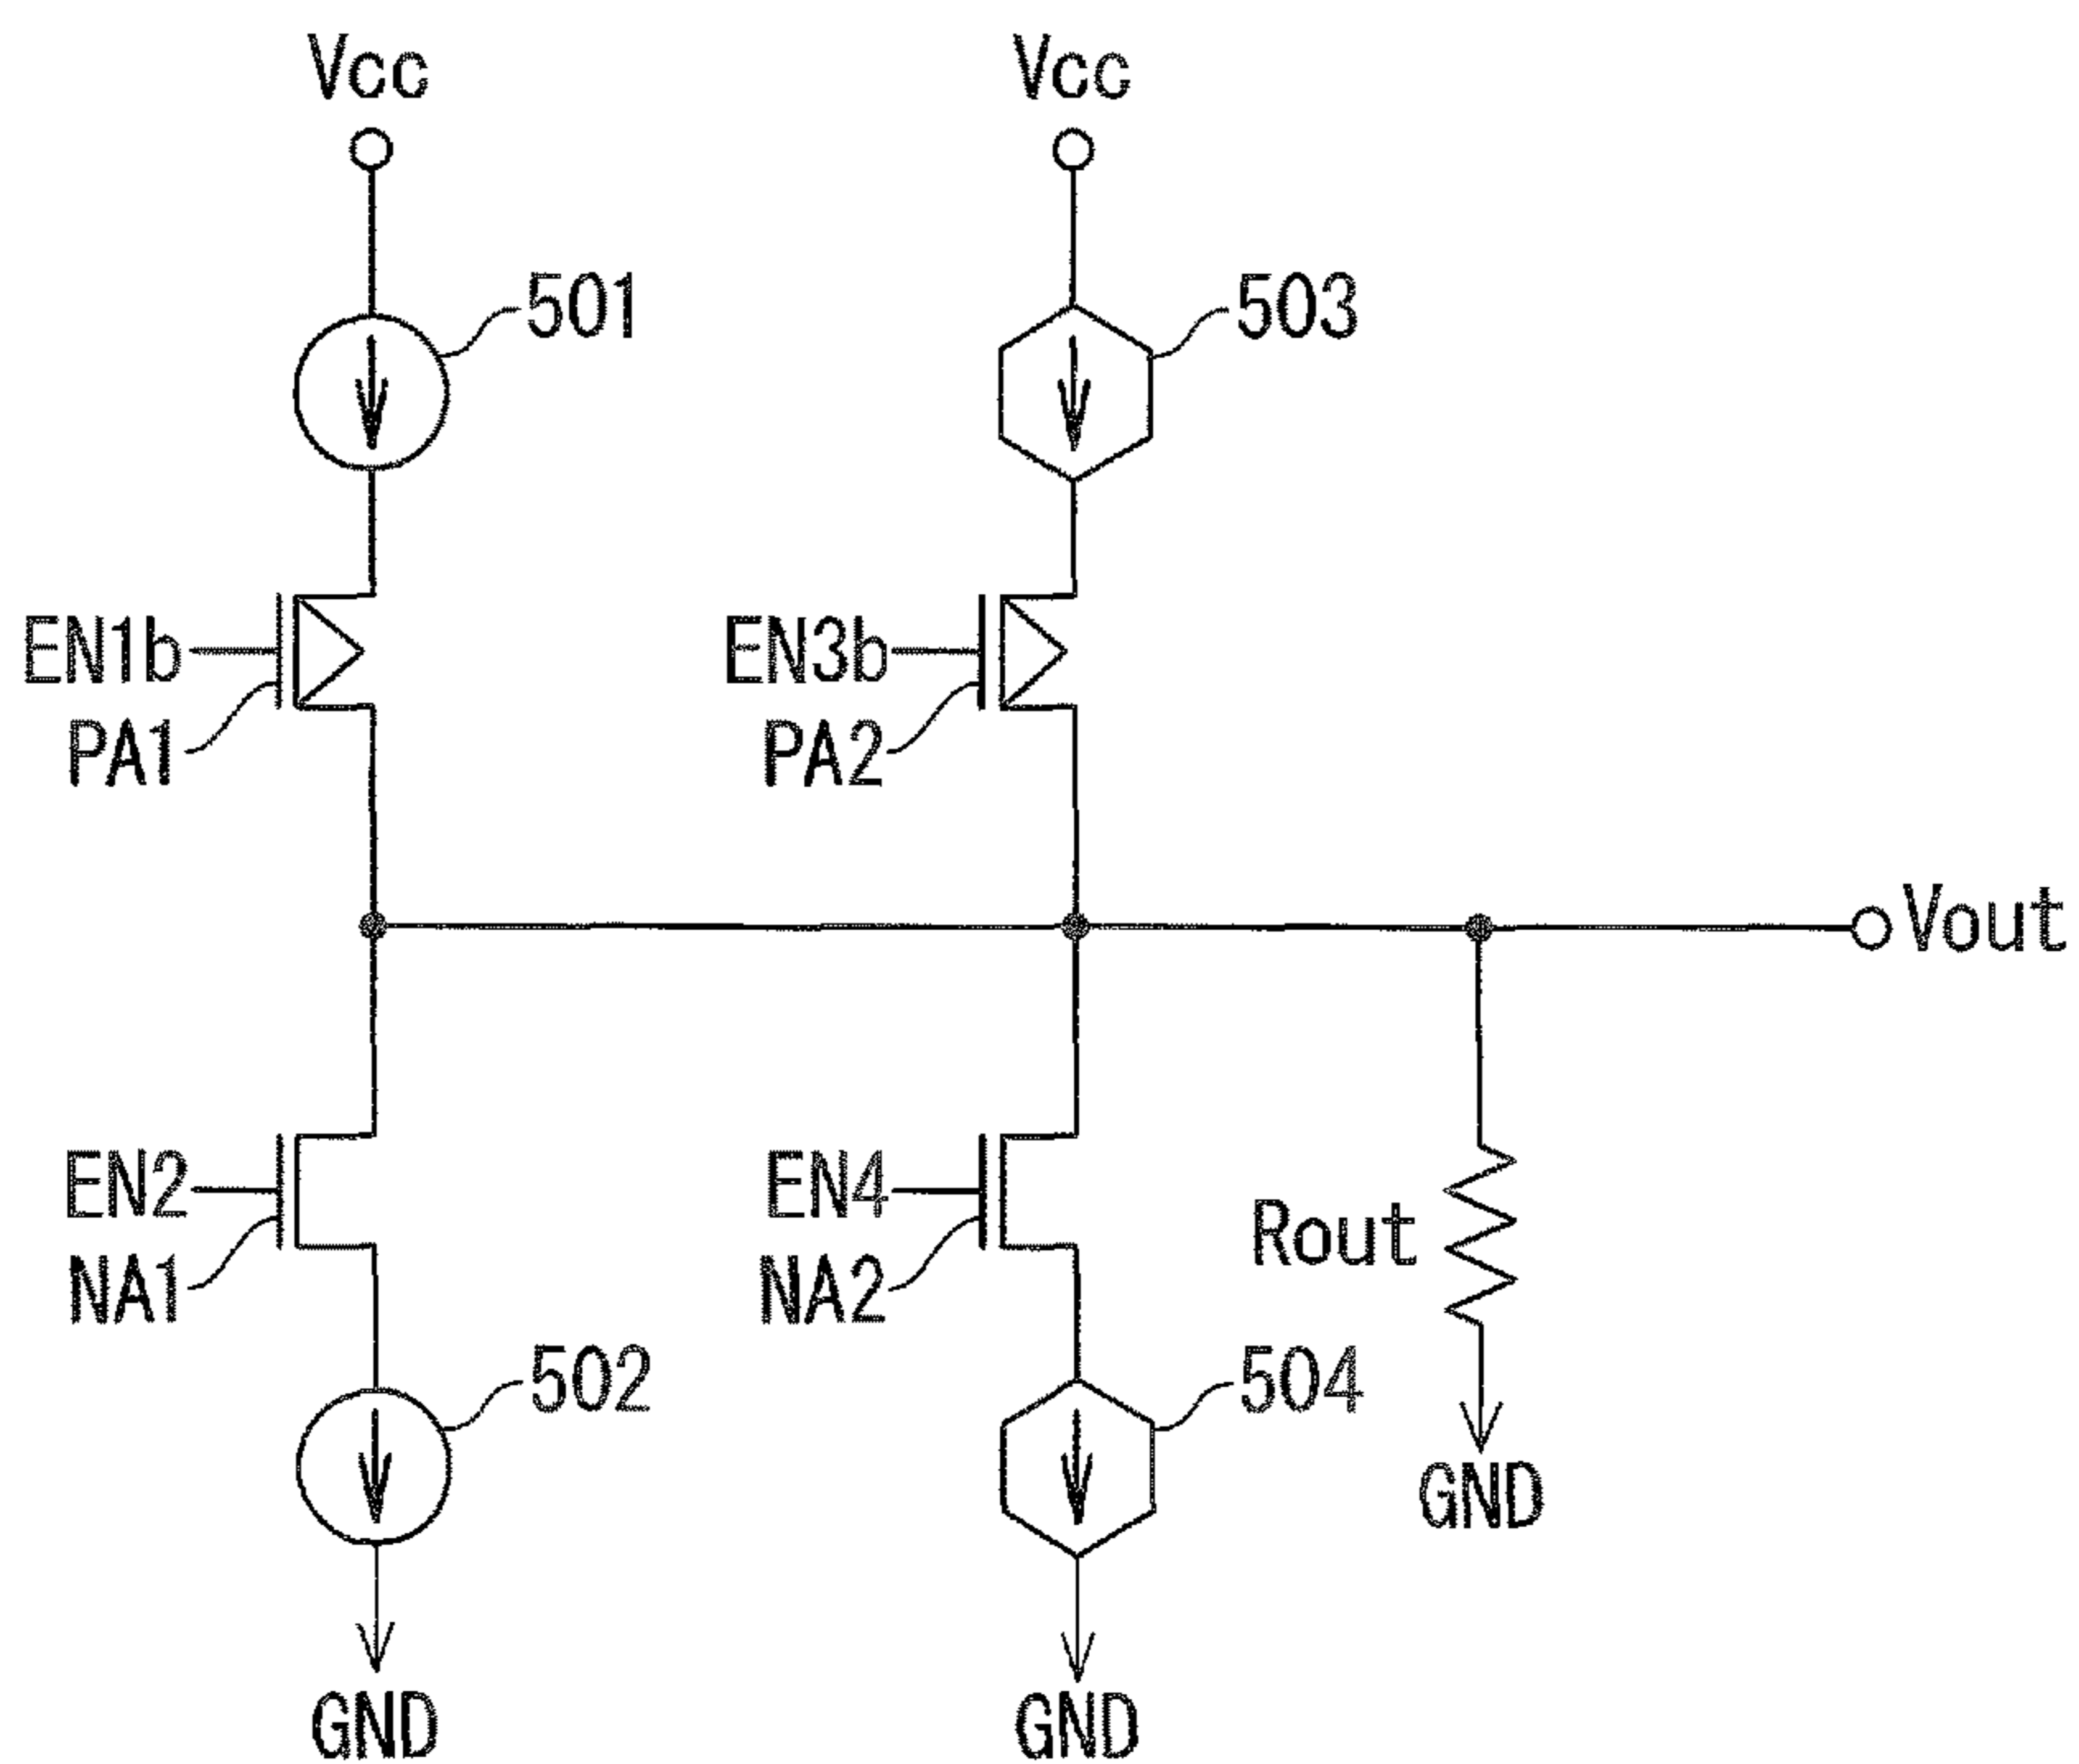 Vcc
Vcc
501
503
EN1b
EN3b
PA1
PA2
Vout
EN2
EN4
Rout
NA1
NA2
502
504
GND
GND
GND